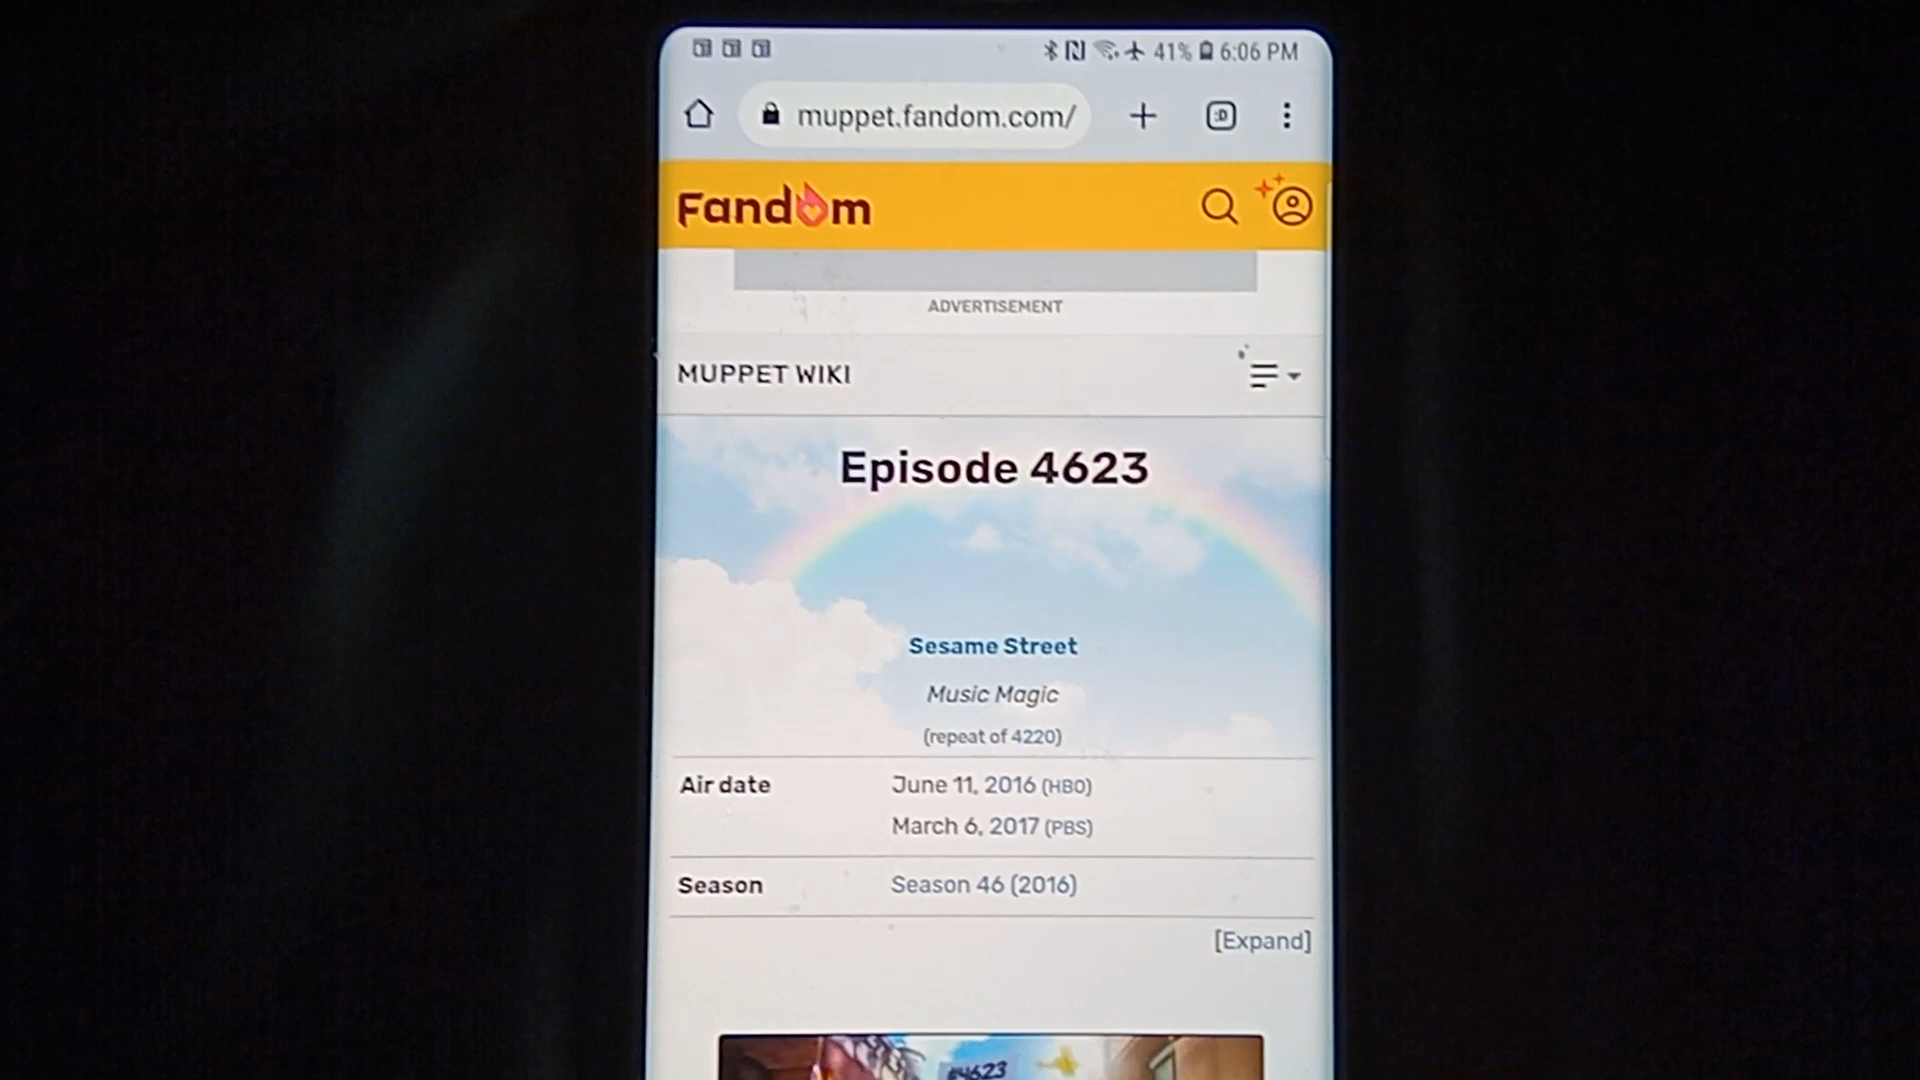 41% 6:06 PM
muppet.fandom.com/ :D
Fandom
ADVERTISEMENT
MUPPET WIKI
Episode 4623
Sesame Street
Music Magic
(repeat of 4220)
Air date June 11, 2016 (HBO)
March 6, 2017 (PBS)
Season Season 46 (2016)
[Expand]
#4623